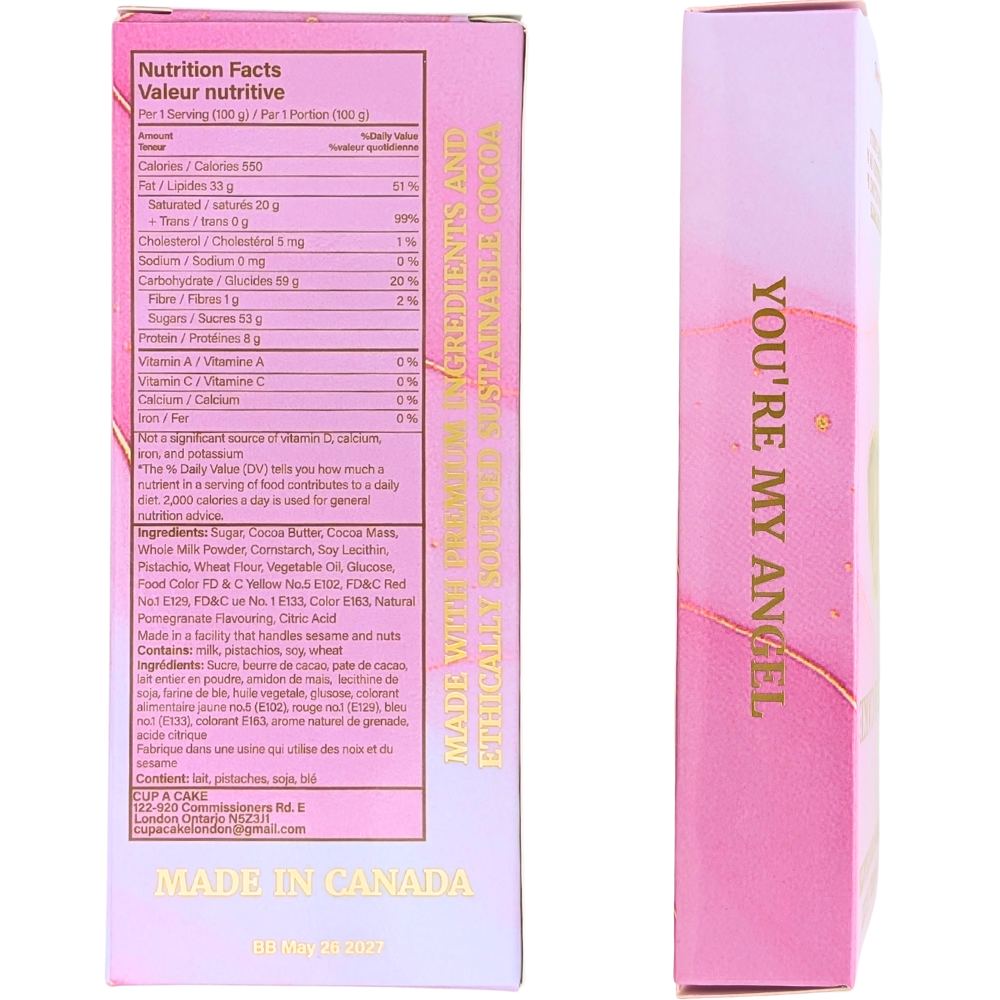 Nutrition Facts
Valeur nutritive
Per 1 Serving (100 g) / Par 1 Portion (100 g)
Amount %Daily Value
Teneur %valeur quotidienne
Calories / Calories 550
Fat / Lipides 33 g 51 %
Saturated / saturés 20 g
+ Trans / trans 0 g 99%
Cholesterol / Cholestérol 5 mg 1 %
Sodium / Sodium 0 mg 0 %
Carbohydrate / Glucides 59 g 20 %
Fibre / Fibres 1 g 2 %
Sugars / Sucres 53 g
Protein / Protéines 8 g
Vitamin A / Vitamine A 0 %
Vitamin C / Vitamine C 0 %
Calcium / Calcium 0 %
Iron / Fer 0 %
Not a significant source of vitamin D, calcium,
iron, and potassium
*The % Daily Value (DV) tells you how much a
nutrient in a serving of food contributes to a daily
diet. 2,000 calories a day is used for general
nutrition advice.
Ingredients: Sugar, Cocoa Butter, Cocoa Mass,
Whole Milk Powder, Cornstarch, Soy Lecithin,
Pistachio, Wheat Flour, Vegetable Oil, Glucose,
Food Color FD & C Yellow No.5 E102, FD&C Red
No.1 E129, FD&C ue No. 1 E133, Color E163, Natural
Pomegranate Flavouring, Citric Acid
Made in a facility that handles sesame and nuts
Contains: milk, pistachios, soy, wheat
Ingrédients: Sucre, beurre de cacao, pate de cacao,
lait entier en poudre, amidon de mais, lecithine de
soja, farine de ble, huile vegetale, glucose, colorant
alimentaire jaune no.5 (E102), rouge no.1 (E129), bleu
no.1 (E133), colorant E163, arome naturel de grenade,
acide citrique
Fabrique dans une usine qui utilise des noix et du
sesame
Contient: lait, pistaches, soja, blé
CUP A CAKE
122-920 Commissioners Rd. E
London Ontario N5Z3J1
cupacakelondon@gmail.com
MADE IN CANADA
BB May 26 2027
MADE WITH PREMIUM INGREDIENTS AND
ETHICALLY SOURCED SUSTAINABLE COCOA
YOU'RE MY ANGEL